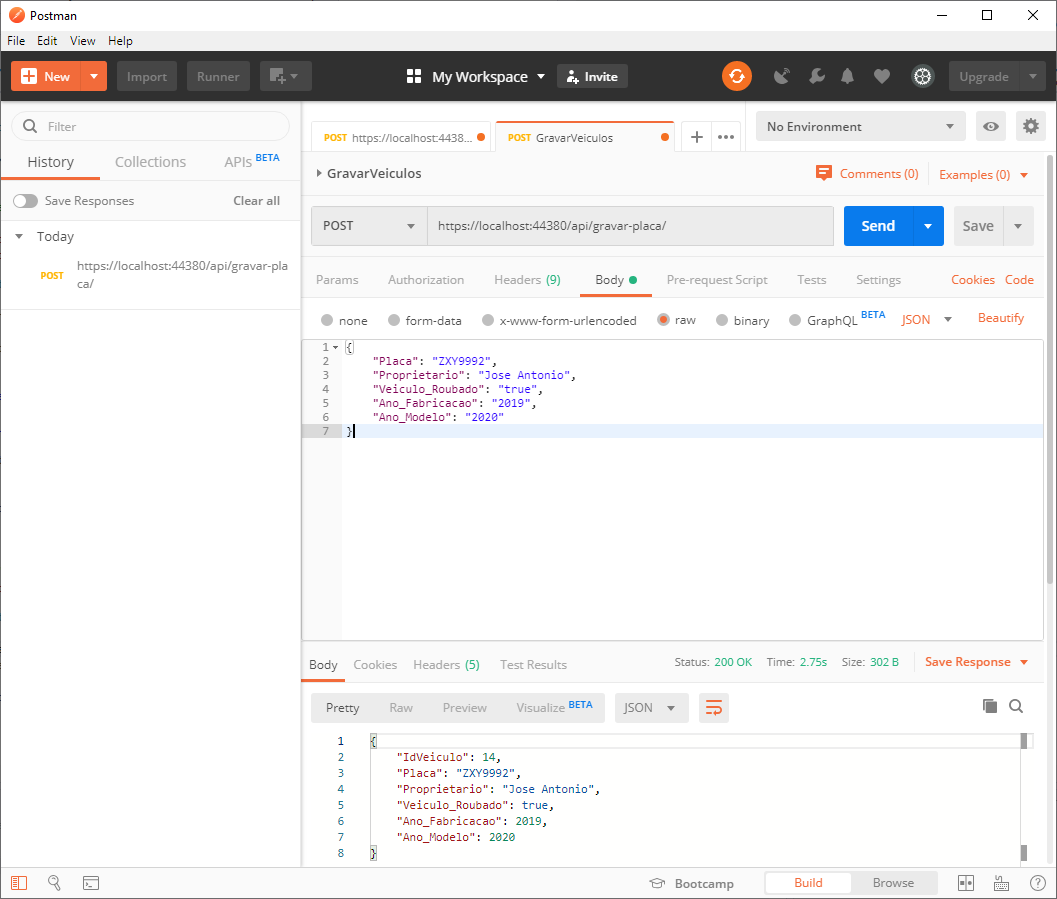 Postman
File Edit View Help
New Import Runner My Workspace Invite Upgrade
Filter
History Collections APIs BETA
Save Responses Clear all
Today
POST https://localhost:44380/api/gravar-pla
ca/
POST https://localhost:4438... POST GravarVeiculos + ••• No Environment
GravarVeiculos Comments (0) Examples (0)
POST https://localhost:44380/api/gravar-placa/ Send Save
Params Authorization Headers (9) Body Pre-request Script Tests Settings Cookies Code
none form-data x-www-form-urlencoded raw binary GraphQL BETA JSON Beautify
1 {
2 "Placa": "ZXY9992",
3 "Proprietario": "Jose Antonio",
4 "Veiculo_Roubado": "true",
5 "Ano_Fabricacao": "2019",
6 "Ano_Modelo": "2020"
7 }
Body Cookies Headers (5) Test Results Status: 200 OK Time: 2.75s Size: 302 B Save Response
Pretty Raw Preview Visualize BETA JSON
1 {
2 "IdVeiculo": 14,
3 "Placa": "ZXY9992",
4 "Proprietario": "Jose Antonio",
5 "Veiculo_Roubado": true,
6 "Ano_Fabricacao": 2019,
7 "Ano_Modelo": 2020
8 }
Bootcamp Build Browse ?